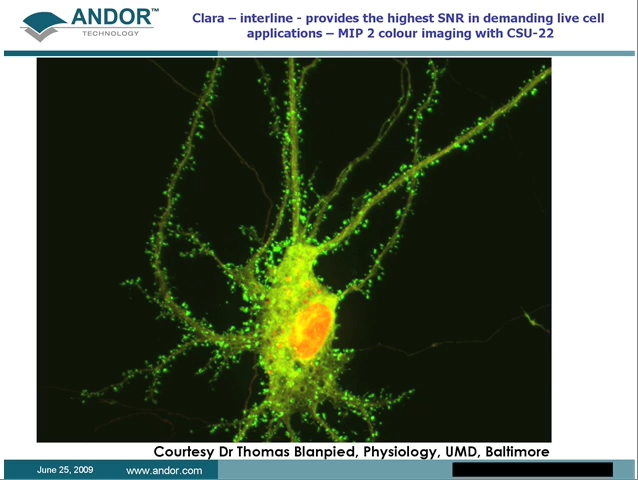 ANDOR™
TECHNOLOGY
Clara – interline - provides the highest SNR in demanding live cell
applications – MIP 2 colour imaging with CSU-22
Courtesy Dr Thomas Blanpied, Physiology, UMD, Baltimore
June 25, 2009
www.andor.com